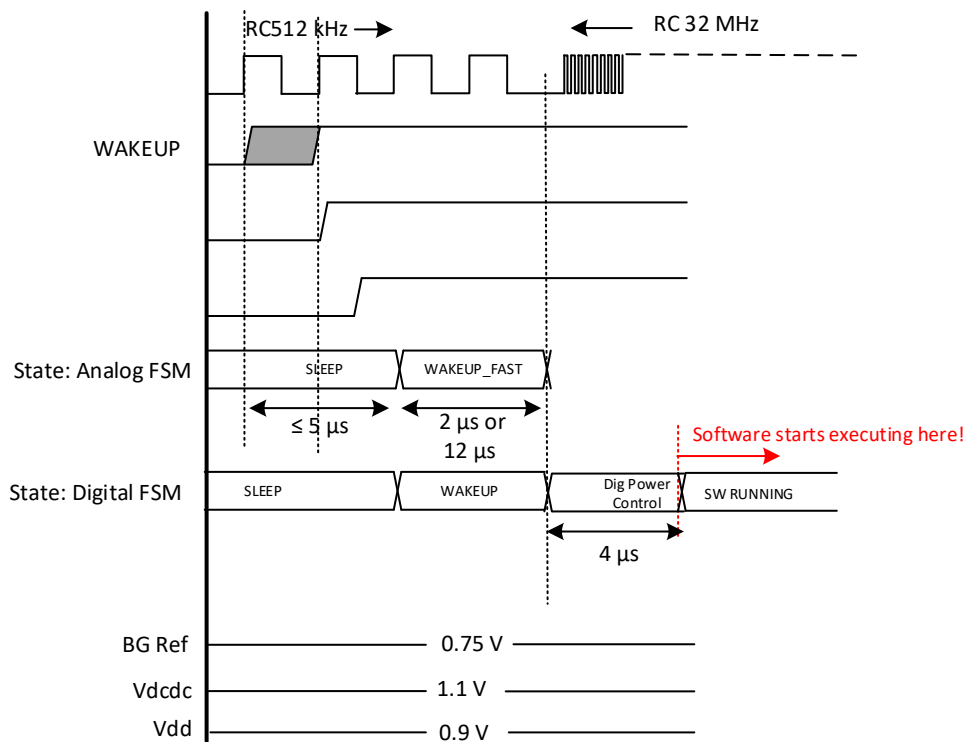 RC512 kHz
RC 32 MHz
WAKEUP
State: Analog FSM
SLEEP
WAKEUP_FAST
≤ 5 µs
2 µs or
12 µs
Software starts executing here!
State: Digital FSM
SLEEP
WAKEUP
Dig Power
Control
SW RUNNING
4 µs
BG Ref
0.75 V
Vdcdc
1.1 V
Vdd
0.9 V